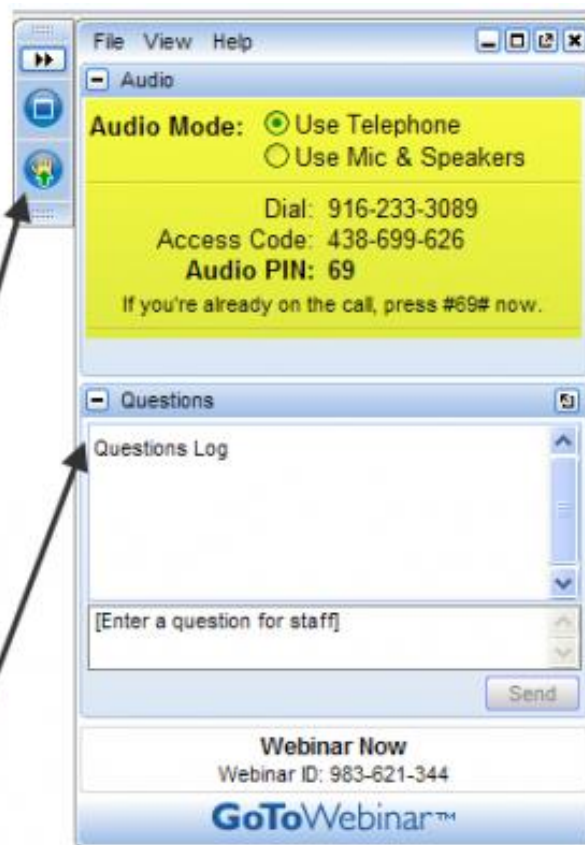 File View Help
Audio
Audio Mode: Use Telephone
Use Mic & Speakers
Dial: 916-233-3089
Access Code: 438-699-626
Audio PIN: 69
If you're already on the call, press #69# now.
Questions
Questions Log
[Enter a question for staff]
Send
Webinar Now
Webinar ID: 983-621-344
GoToWebinar™